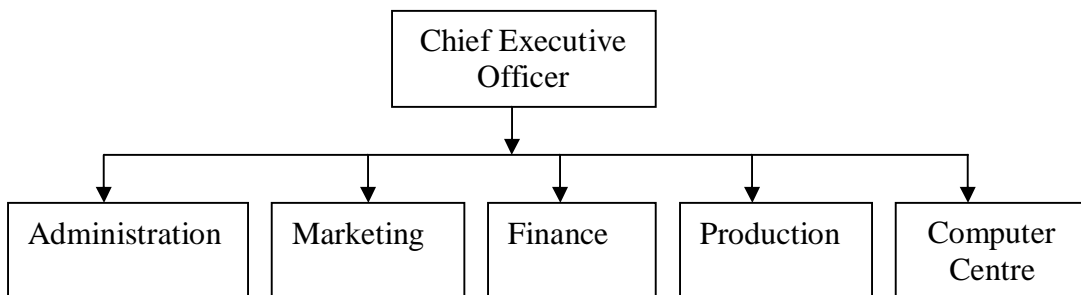 Chief Executive
Officer
Administration
Marketing
Finance
Production
Computer
Centre